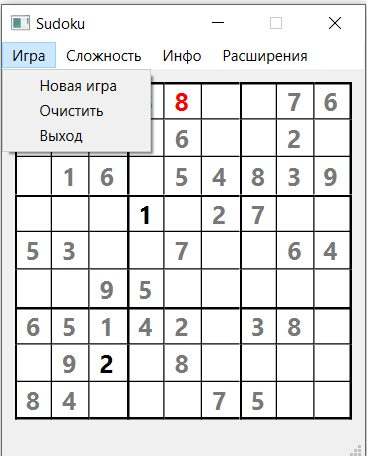 Sudoku
Игра Сложность Инфо Расширения
Новая игра
Очистить
Выход
8 7 6
6 2
1 6 5 4 8 3 9
1 2 7
5 3 7 6 4
9 5
6 5 1 4 2 3 8
9 2 8
8 4 7 5